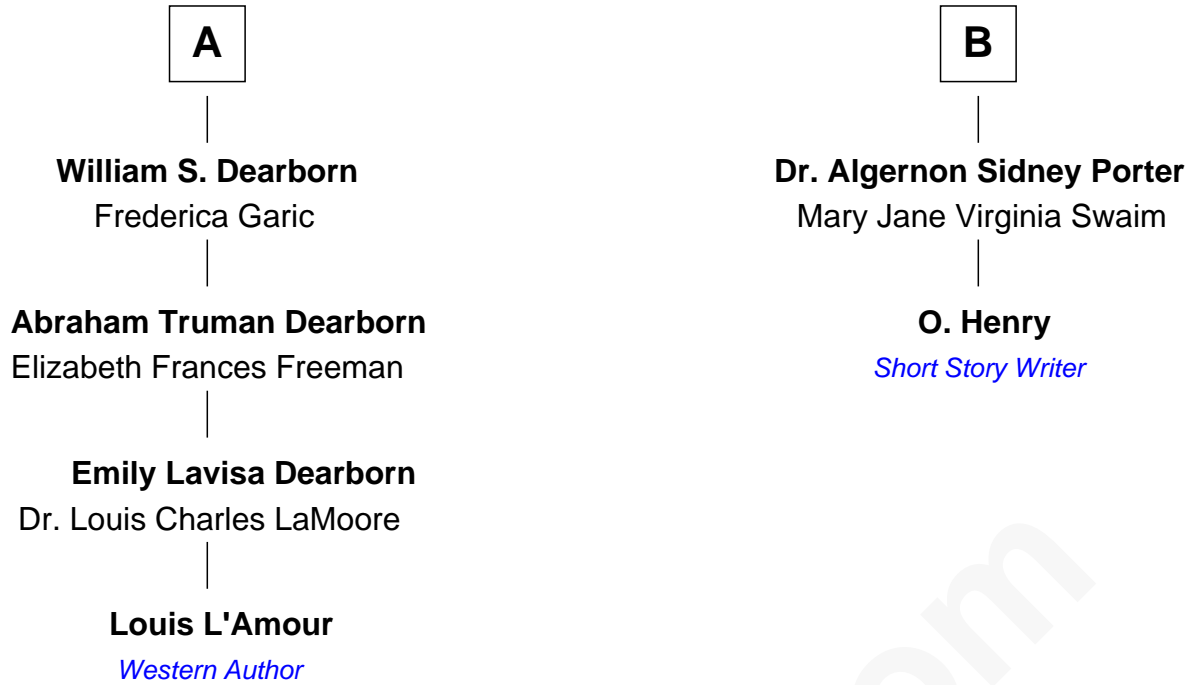 A
William S. Dearborn
Frederica Garic
Abraham Truman Dearborn
Elizabeth Frances Freeman
Emily Lavisa Dearborn
Dr. Louis Charles LaMoore
Louis L'Amour
Western Author
B
Dr. Algernon Sidney Porter
Mary Jane Virginia Swaim
O. Henry
Short Story Writer
om